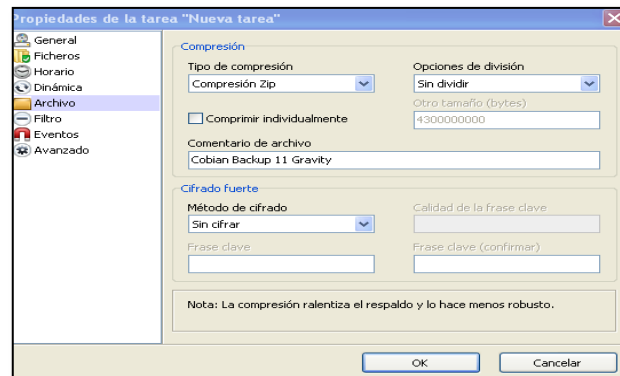 Propiedades de la tarea "Nueva tarea"
General
Ficheros
Horario
Dinámica
Archivo
Filtro
Eventos
Avanzado
Compresión
Tipo de compresión
Opciones de división
Compresión Zip
Sin dividir
Otro tamaño (bytes)
Comprimir individualmente
4300000000
Comentario de archivo
Cobian Backup 11 Gravity
Cifrado fuerte
Método de cifrado
Calidad de la frase clave
Sin cifrar
Frase clave
Frase clave (confirmar)
Nota: La compresión ralentiza el respaldo y lo hace menos robusto.
OK
Cancelar